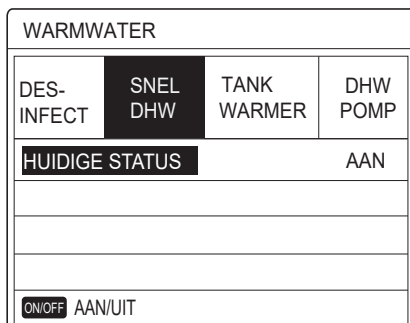 WARMWATER
DES-
INFECT
SNEL
DHW
TANK
WARMER
DHW
POMP
HUIDIGE STATUS AAN
ON/OFF AAN/UIT